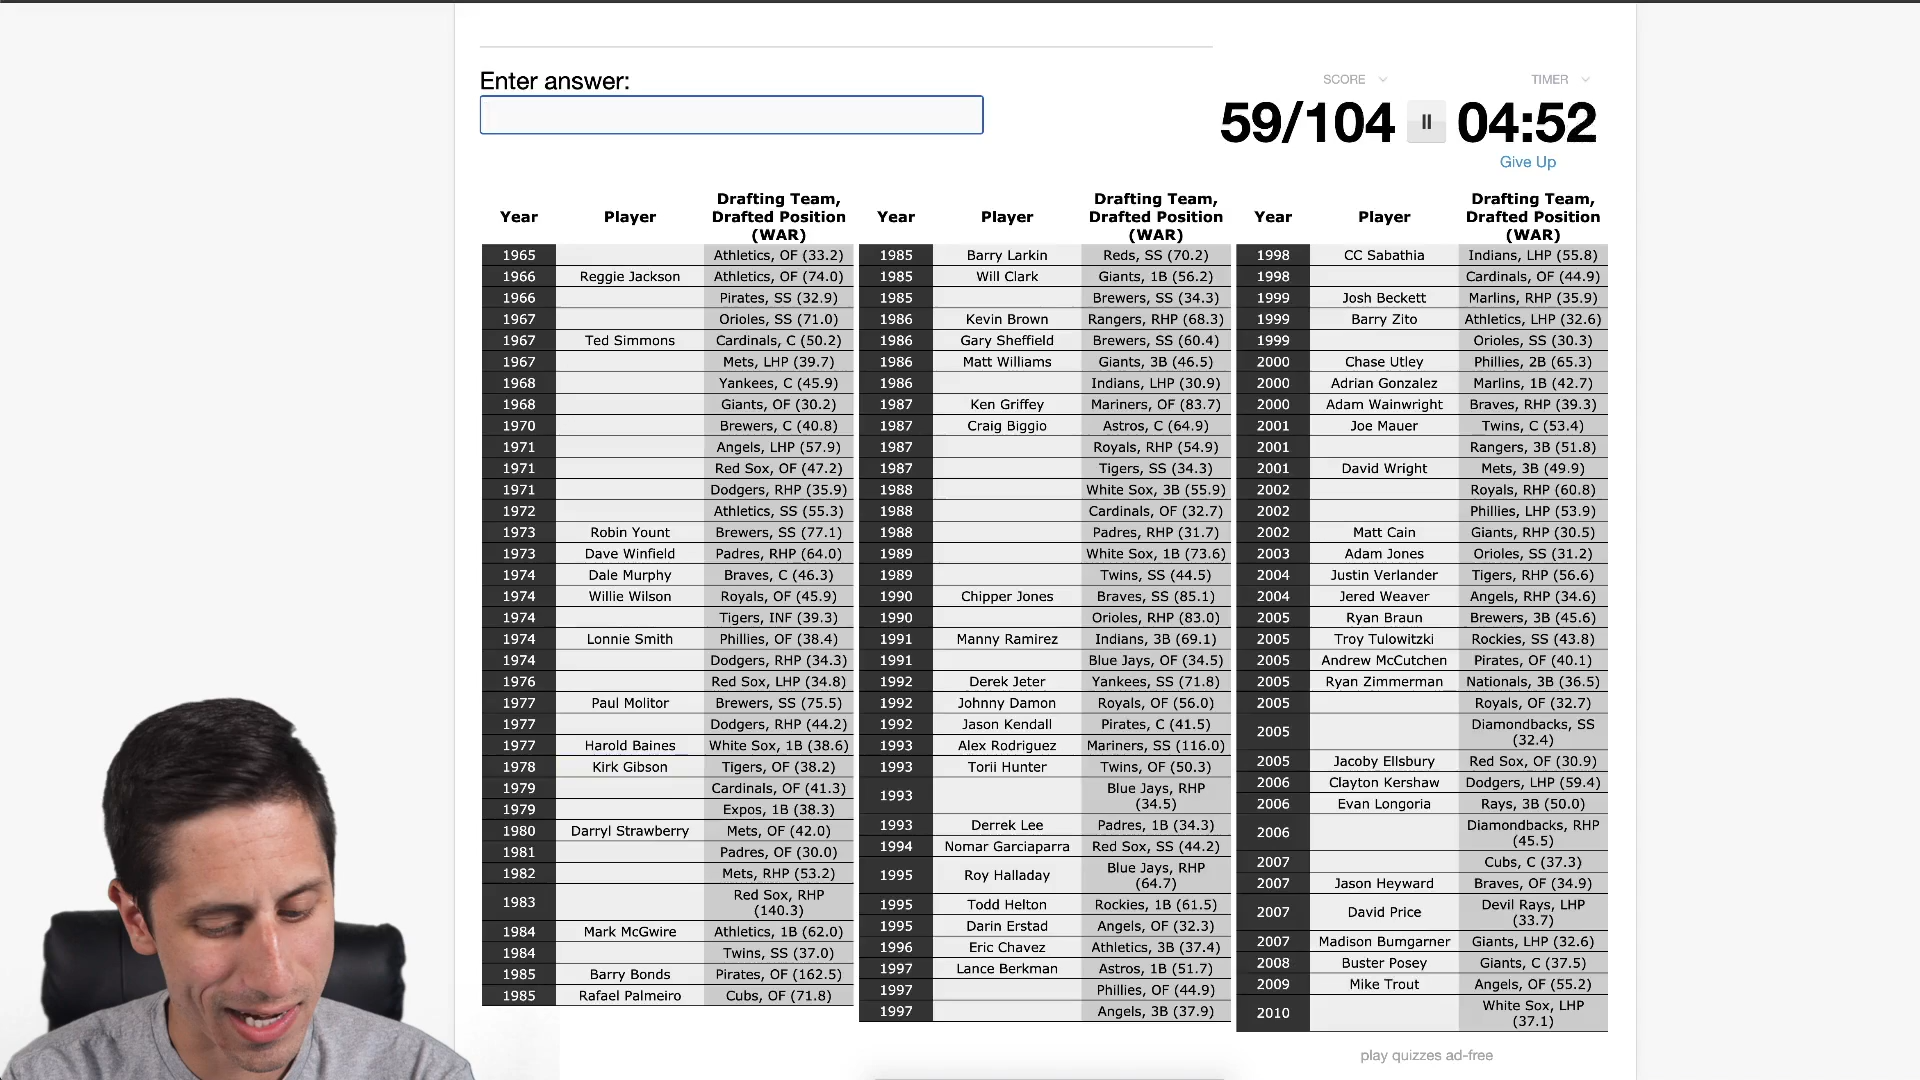 Enter answer:
SCORE
TIMER
59/104
04:52
Give Up
Year Player Drafting Team, Drafted Position (WAR)
1965 Athletics, OF (33.2)
1966 Reggie Jackson Athletics, OF (74.0)
1966 Pirates, SS (32.9)
1967 Orioles, SS (71.0)
1967 Ted Simmons Cardinals, C (50.2)
1967 Mets, LHP (39.7)
1968 Yankees, C (45.9)
1968 Giants, OF (30.2)
1970 Brewers, C (40.8)
1971 Angels, LHP (57.9)
1971 Red Sox, OF (47.2)
1971 Dodgers, RHP (35.9)
1972 Athletics, SS (55.3)
1973 Robin Yount Brewers, SS (77.1)
1973 Dave Winfield Padres, RHP (64.0)
1974 Dale Murphy Braves, C (46.3)
1974 Willie Wilson Royals, OF (45.9)
1974 Tigers, INF (39.3)
1974 Lonnie Smith Phillies, OF (38.4)
1974 Dodgers, RHP (34.3)
1976 Red Sox, LHP (34.8)
1977 Paul Molitor Brewers, SS (75.5)
1977 Dodgers, RHP (44.2)
1977 Harold Baines White Sox, 1B (38.6)
1978 Kirk Gibson Tigers, OF (38.2)
1979 Cardinals, OF (41.3)
1979 Expos, 1B (38.3)
1980 Darryl Strawberry Mets, OF (42.0)
1981 Padres, OF (30.0)
1982 Mets, RHP (53.2)
1983 Red Sox, RHP (140.3)
1984 Mark McGwire Athletics, 1B (62.0)
1984 Twins, SS (37.0)
1985 Barry Bonds Pirates, OF (162.5)
1985 Rafael Palmeiro Cubs, OF (71.8)
Year Player Drafting Team, Drafted Position (WAR)
1985 Barry Larkin Reds, SS (70.2)
1985 Will Clark Giants, 1B (56.2)
1985 Brewers, SS (34.3)
1986 Kevin Brown Rangers, RHP (68.3)
1986 Gary Sheffield Brewers, SS (60.4)
1986 Matt Williams Giants, 3B (46.5)
1986 Indians, LHP (30.9)
1987 Ken Griffey Mariners, OF (83.7)
1987 Craig Biggio Astros, C (64.9)
1987 Royals, RHP (54.9)
1987 Tigers, SS (34.3)
1988 White Sox, 3B (55.9)
1988 Cardinals, OF (32.7)
1988 Padres, RHP (31.7)
1989 White Sox, 1B (73.6)
1989 Twins, SS (44.5)
1990 Chipper Jones Braves, SS (85.1)
1990 Orioles, RHP (83.0)
1991 Manny Ramirez Indians, 3B (69.1)
1991 Blue Jays, OF (34.5)
1992 Derek Jeter Yankees, SS (71.8)
1992 Johnny Damon Royals, OF (56.0)
1992 Jason Kendall Pirates, C (41.5)
1993 Alex Rodriguez Mariners, SS (116.0)
1993 Torii Hunter Twins, OF (50.3)
1993 Blue Jays, RHP (34.5)
1993 Derrek Lee Padres, 1B (34.3)
1994 Nomar Garciaparra Red Sox, SS (44.2)
1995 Roy Halladay Blue Jays, RHP (64.7)
1995 Todd Helton Rockies, 1B (61.5)
1995 Darin Erstad Angels, OF (32.3)
1996 Eric Chavez Athletics, 3B (37.4)
1997 Lance Berkman Astros, 1B (51.7)
1997 Phillies, OF (44.9)
1997 Angels, 3B (37.9)
Year Player Drafting Team, Drafted Position (WAR)
1998 CC Sabathia Indians, LHP (55.8)
1998 Cardinals, OF (44.9)
1999 Josh Beckett Marlins, RHP (35.9)
1999 Barry Zito Athletics, LHP (32.6)
1999 Orioles, SS (30.3)
2000 Chase Utley Phillies, 2B (65.3)
2000 Adrian Gonzalez Marlins, 1B (42.7)
2000 Adam Wainwright Braves, RHP (39.3)
2001 Joe Mauer Twins, C (53.4)
2001 Rangers, 3B (51.8)
2001 David Wright Mets, 3B (49.9)
2002 Royals, RHP (60.8)
2002 Phillies, LHP (53.9)
2002 Matt Cain Giants, RHP (30.5)
2003 Adam Jones Orioles, SS (31.2)
2004 Justin Verlander Tigers, RHP (56.6)
2004 Jered Weaver Angels, RHP (34.6)
2005 Ryan Braun Brewers, 3B (45.6)
2005 Troy Tulowitzki Rockies, SS (43.8)
2005 Andrew McCutchen Pirates, OF (40.1)
2005 Ryan Zimmerman Nationals, 3B (36.5)
2005 Royals, OF (32.7)
2005 Diamondbacks, SS (32.4)
2005 Jacoby Ellsbury Red Sox, OF (30.9)
2006 Clayton Kershaw Dodgers, LHP (59.4)
2006 Evan Longoria Rays, 3B (50.0)
2006 Diamondbacks, RHP (45.5)
2007 Cubs, C (37.3)
2007 Jason Heyward Braves, OF (34.9)
2007 David Price Devil Rays, LHP (33.7)
2007 Madison Bumgarner Giants, LHP (32.6)
2008 Buster Posey Giants, C (37.5)
2009 Mike Trout Angels, OF (55.2)
2010 White Sox, LHP (37.1)
play quizzes ad-free